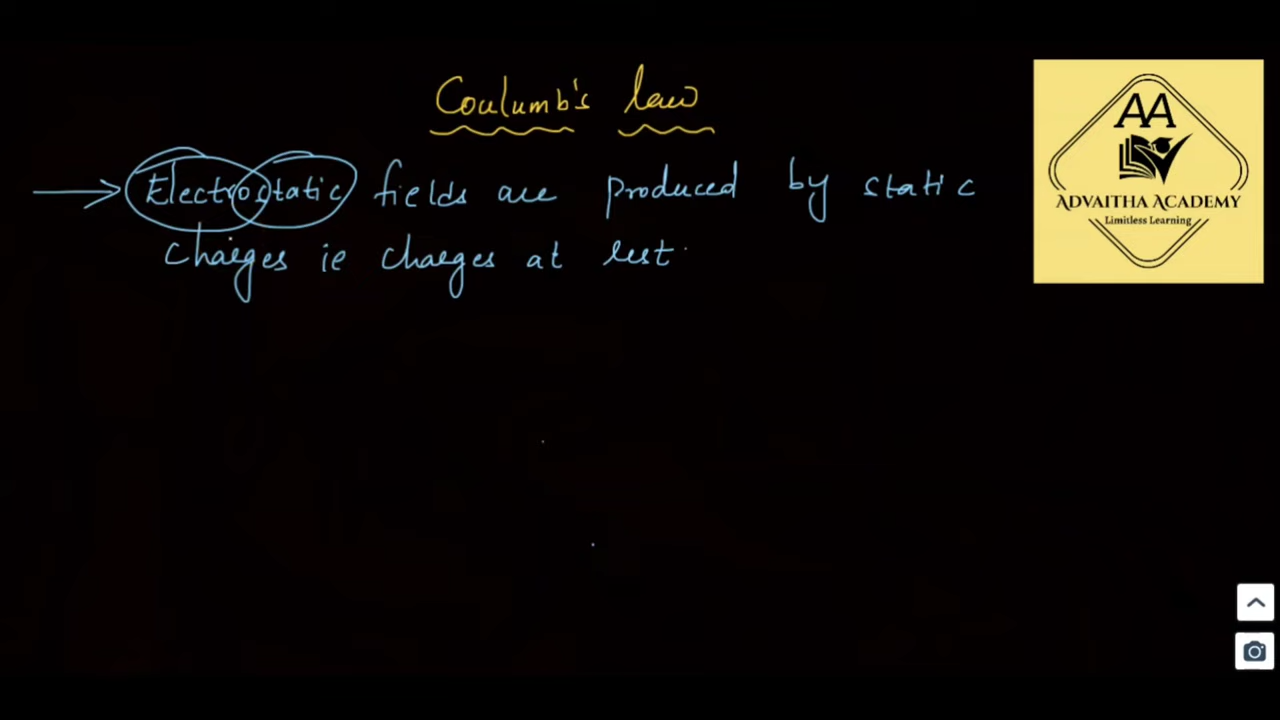 Coulumb's law
Electrostatic fields are produced by static
charges ie charges at rest.
AA
ADVAITHA ACADEMY
Limitless Learning